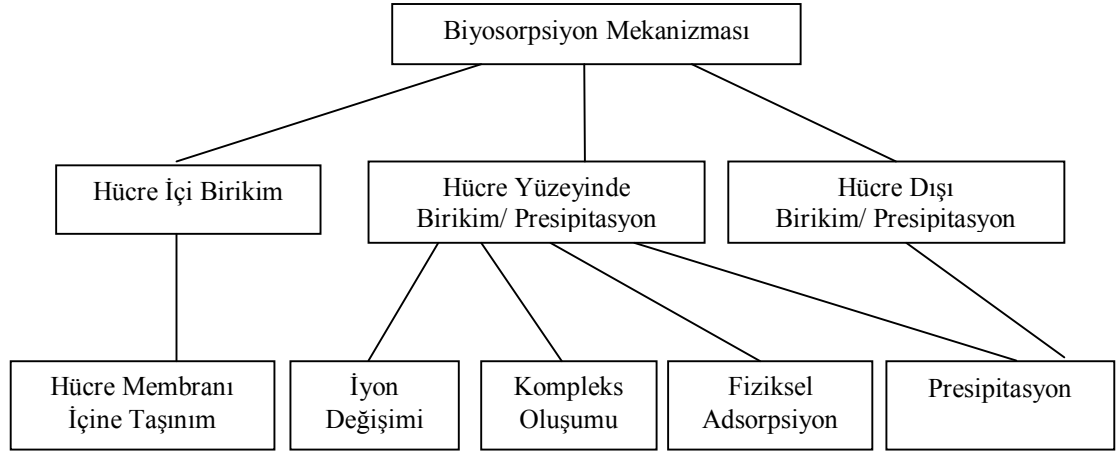 Biyosorpsiyon Mekanizması
Hücre İçi Birikim
Hücre Yüzeyinde
Birikim/ Presipitasyon
Hücre Dışı
Birikim/ Presipitasyon
Hücre Membranı
İçine Taşınım
İyon
Değişimi
Kompleks
Oluşumu
Fiziksel
Adsorpsiyon
Presipitasyon